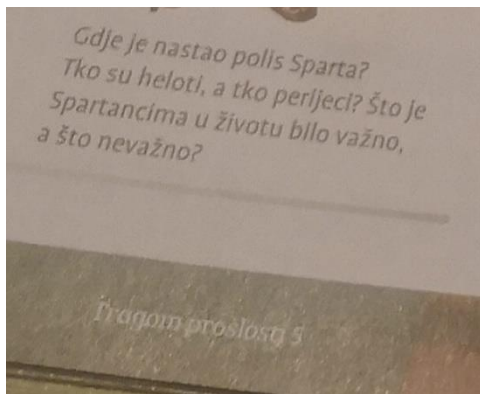 Gdje je nastao polis Sparta?
Tko su heloti, a tko perijeci? Što je
Spartancima u životu bilo važno,
a što nevažno?
Tragom prošlosti 5